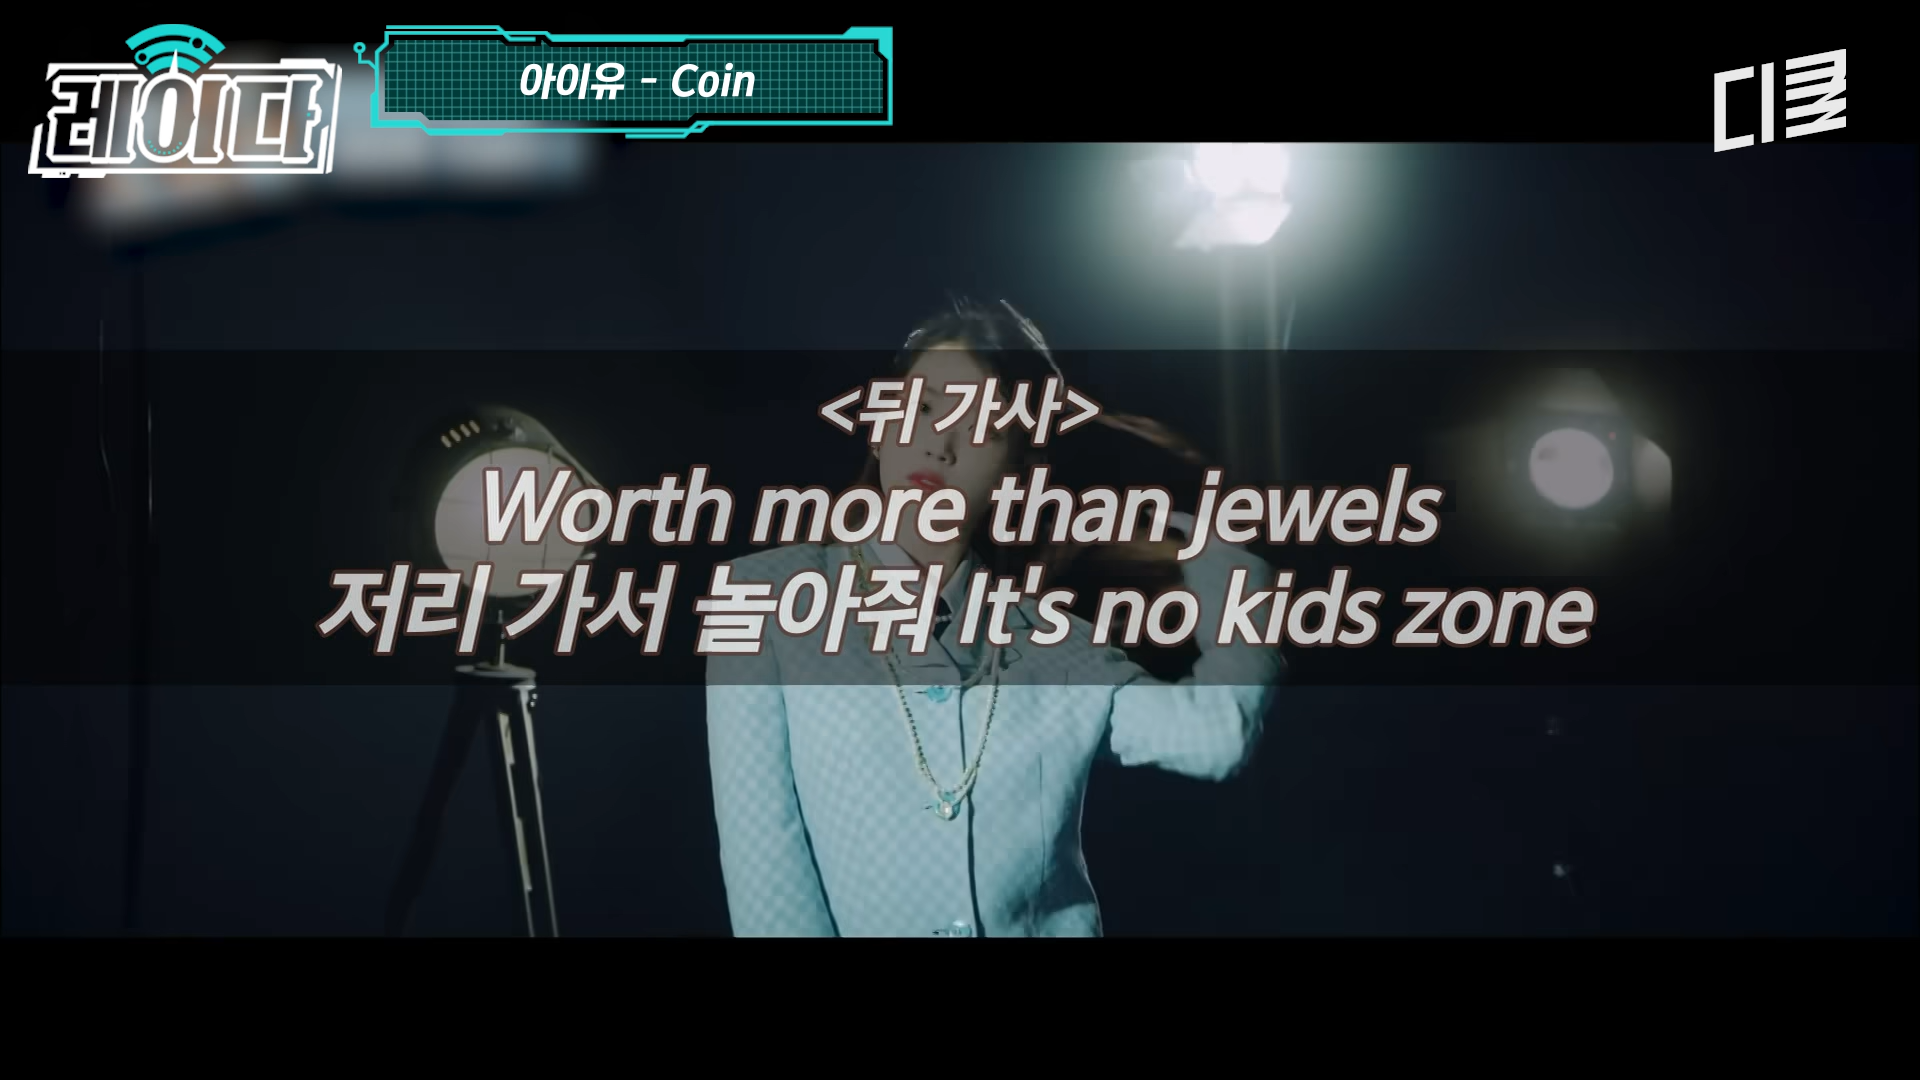 레이다
아이유 - Coin
디글
<뒤 가사>
Worth more than jewels
저리 가서 놀아줘 It's no kids zone